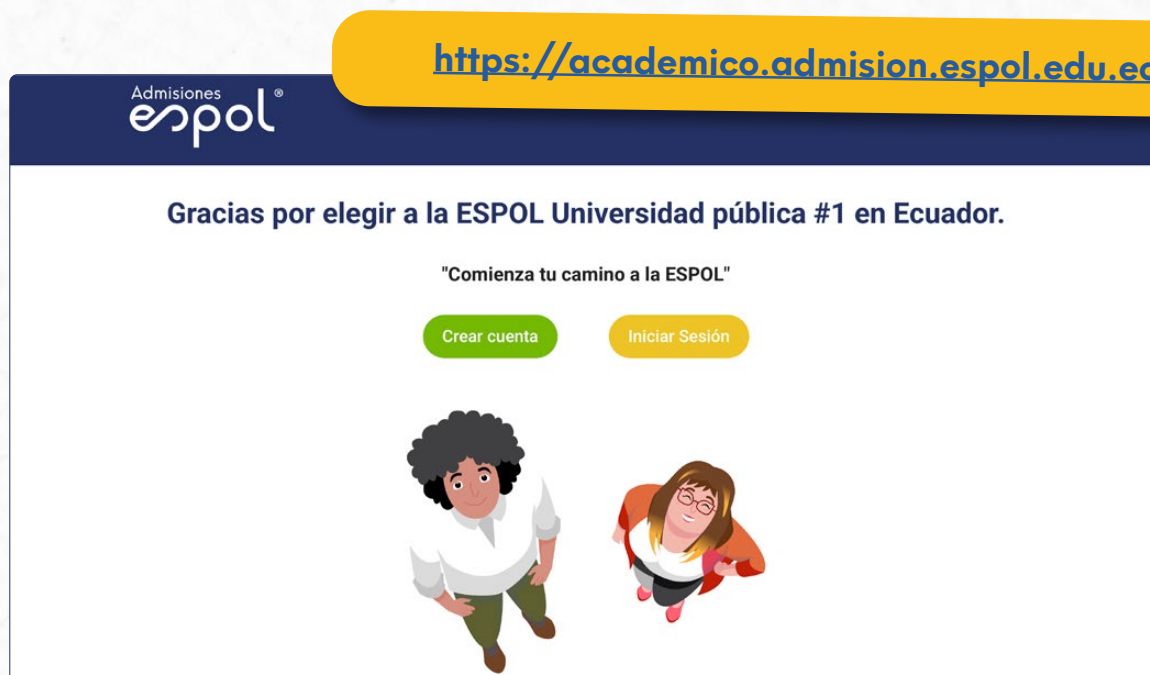 https://academico.admision.espol.edu.ec
Admisiones
espol®
Gracias por elegir a la ESPOL Universidad pública #1 en Ecuador.
"Comienza tu camino a la ESPOL"
Crear cuenta
Iniciar Sesión